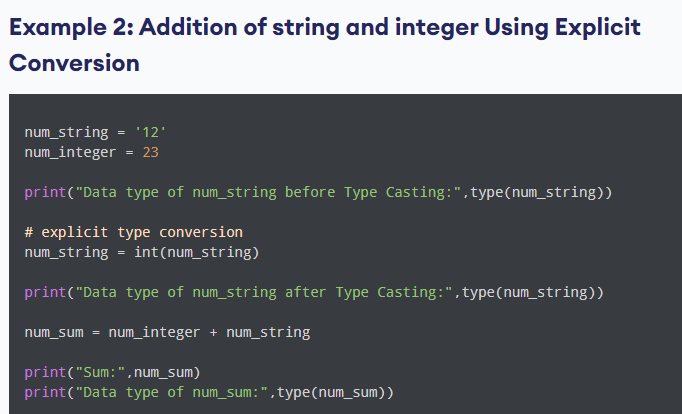 Example 2: Addition of string and integer Using Explicit
Conversion
num_string = '12'
num_integer = 23
print("Data type of num_string before Type Casting:",type(num_string))
# explicit type conversion
num_string = int(num_string)
print("Data type of num_string after Type Casting:",type(num_string))
num_sum = num_integer + num_string
print("Sum:",num_sum)
print("Data type of num_sum:",type(num_sum))